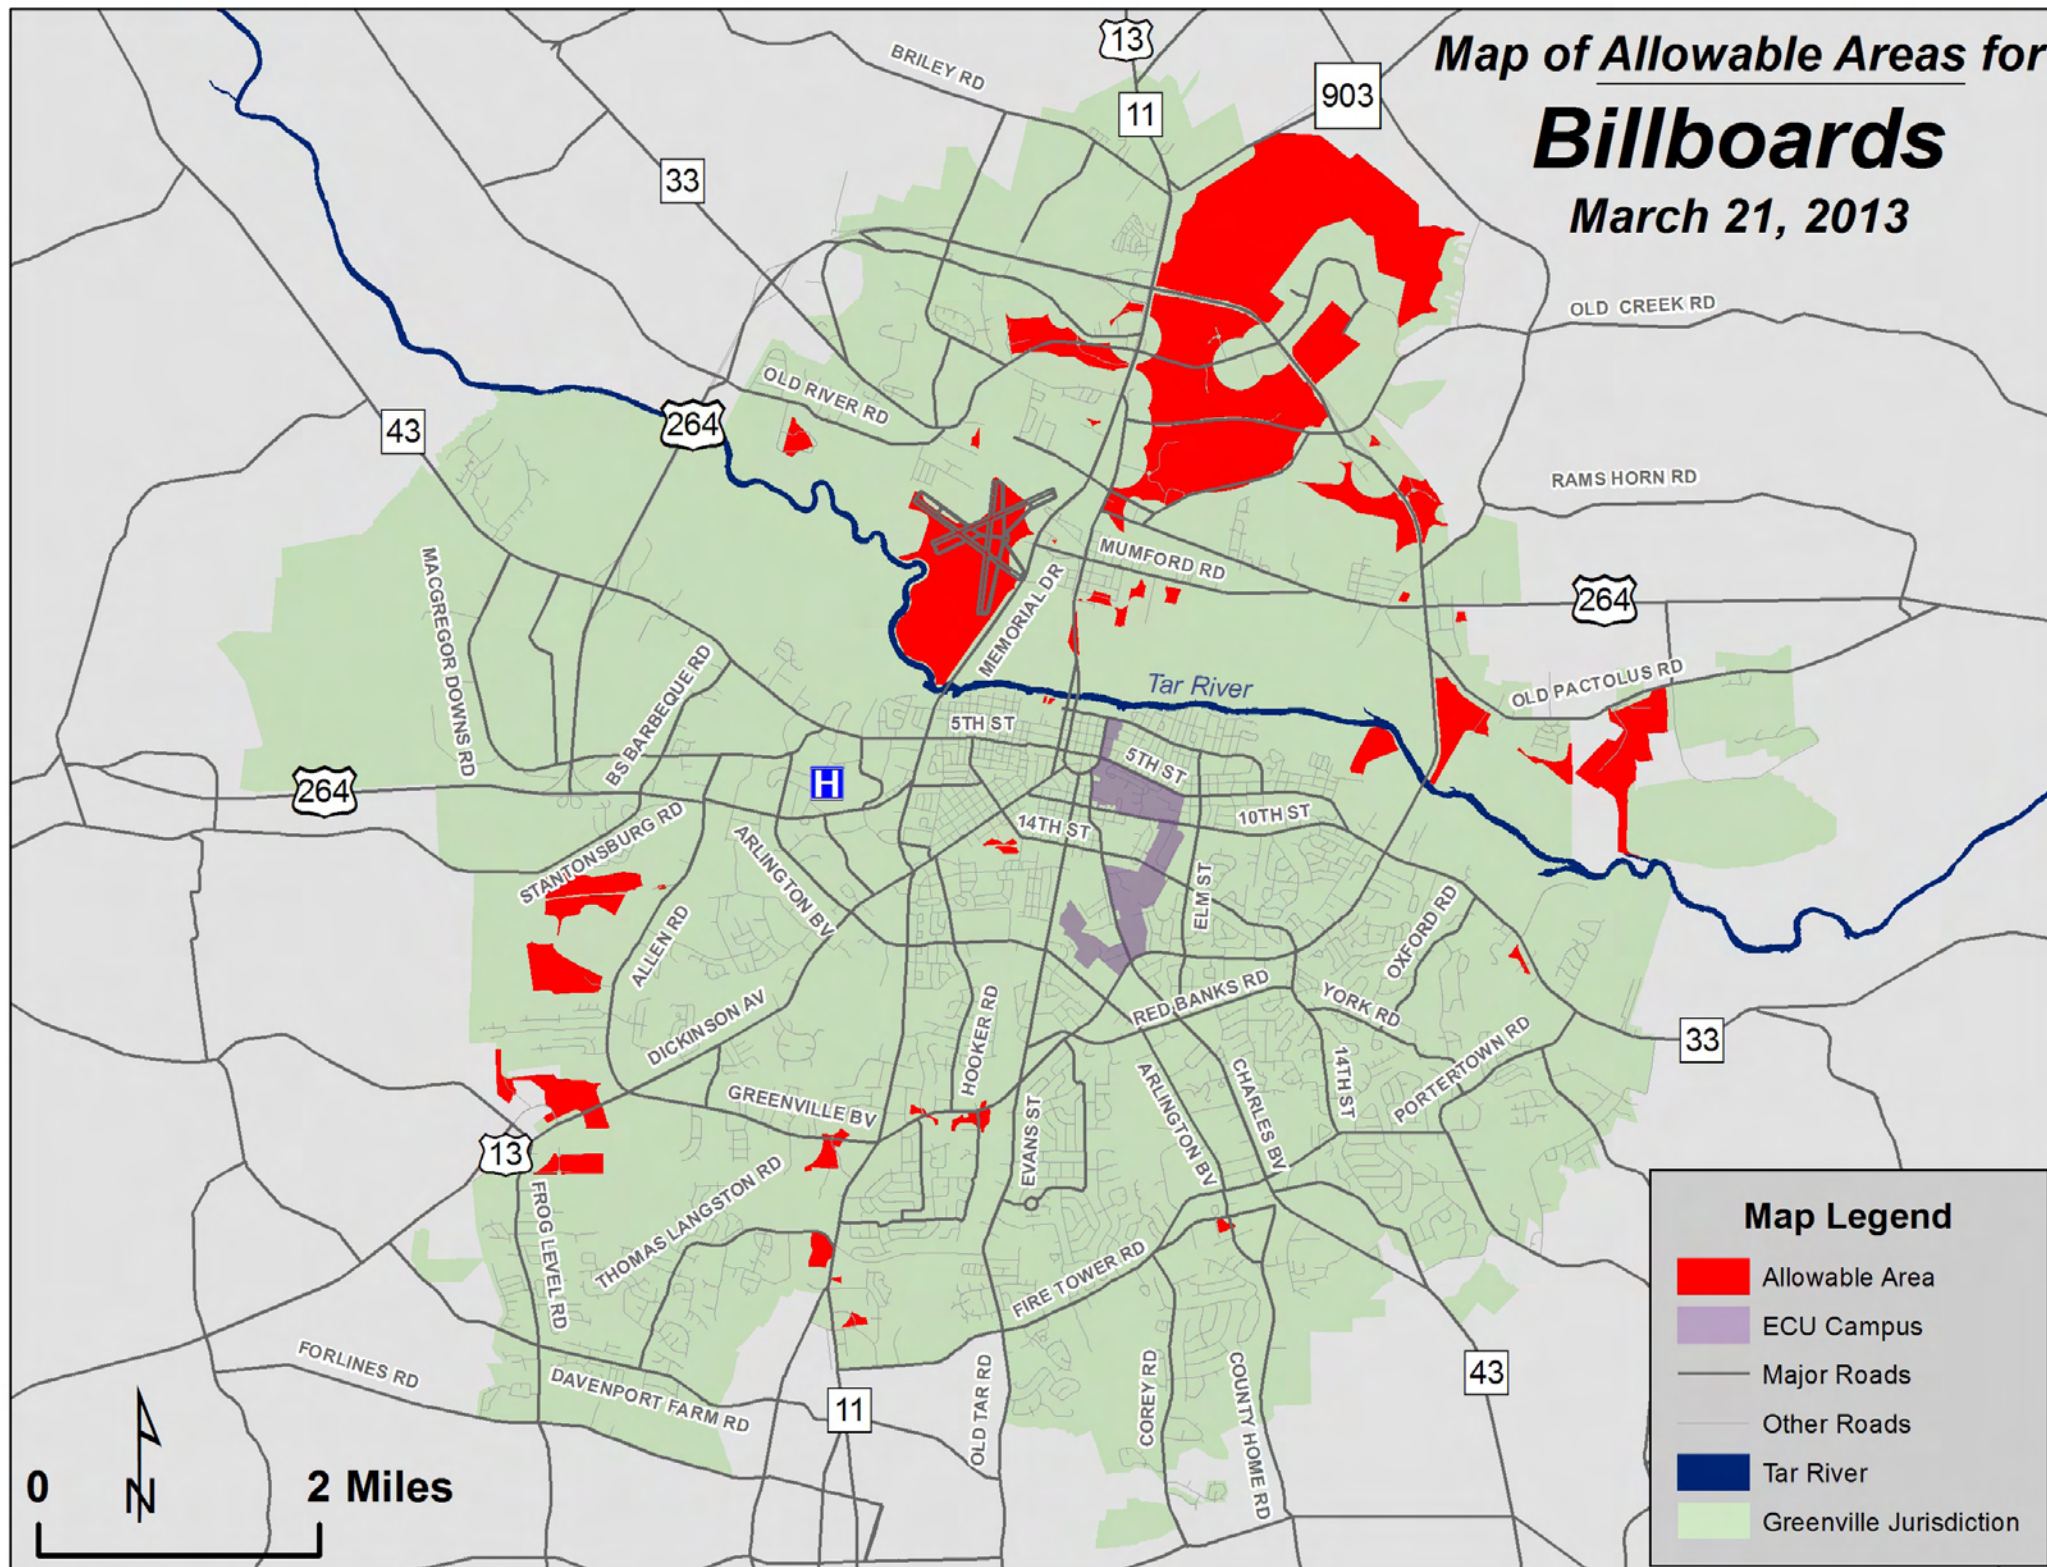 Map of Allowable Areas for
Billboards
March 21, 2013
13
BRILEY RD
11
903
33
OLD CREEK RD
OLD RIVER RD
264
43
RAMS HORN RD
MUMFORD RD
MACGREGOR DOWNS RD
MEMORIAL DR
264
BS BARBEQUE RD
Tar River
OLD PACTOLUS RD
5TH ST
5TH ST
H
264
STANTONSBURG RD
ARLINGTON BV
14TH ST
10TH ST
ELM ST
ALLEN RD
OXFORD RD
RED BANKS RD
YORK RD
DICKINSON AV
HOOKER RD
33
PORTERTOWN RD
14TH ST
GREENVILLE BV
CHARLES BV
ARLINGTON BV
EVANS ST
13
THOMAS LANGSTON RD
FROG LEVEL RD
FIRE TOWER RD
FORLINES RD
DAVENPORT FARM RD
11
OLD TAR RD
COREY RD
COUNTY HOME RD
43
N
0 2 Miles
Map Legend
Allowable Area
ECU Campus
Major Roads
Other Roads
Tar River
Greenville Jurisdiction